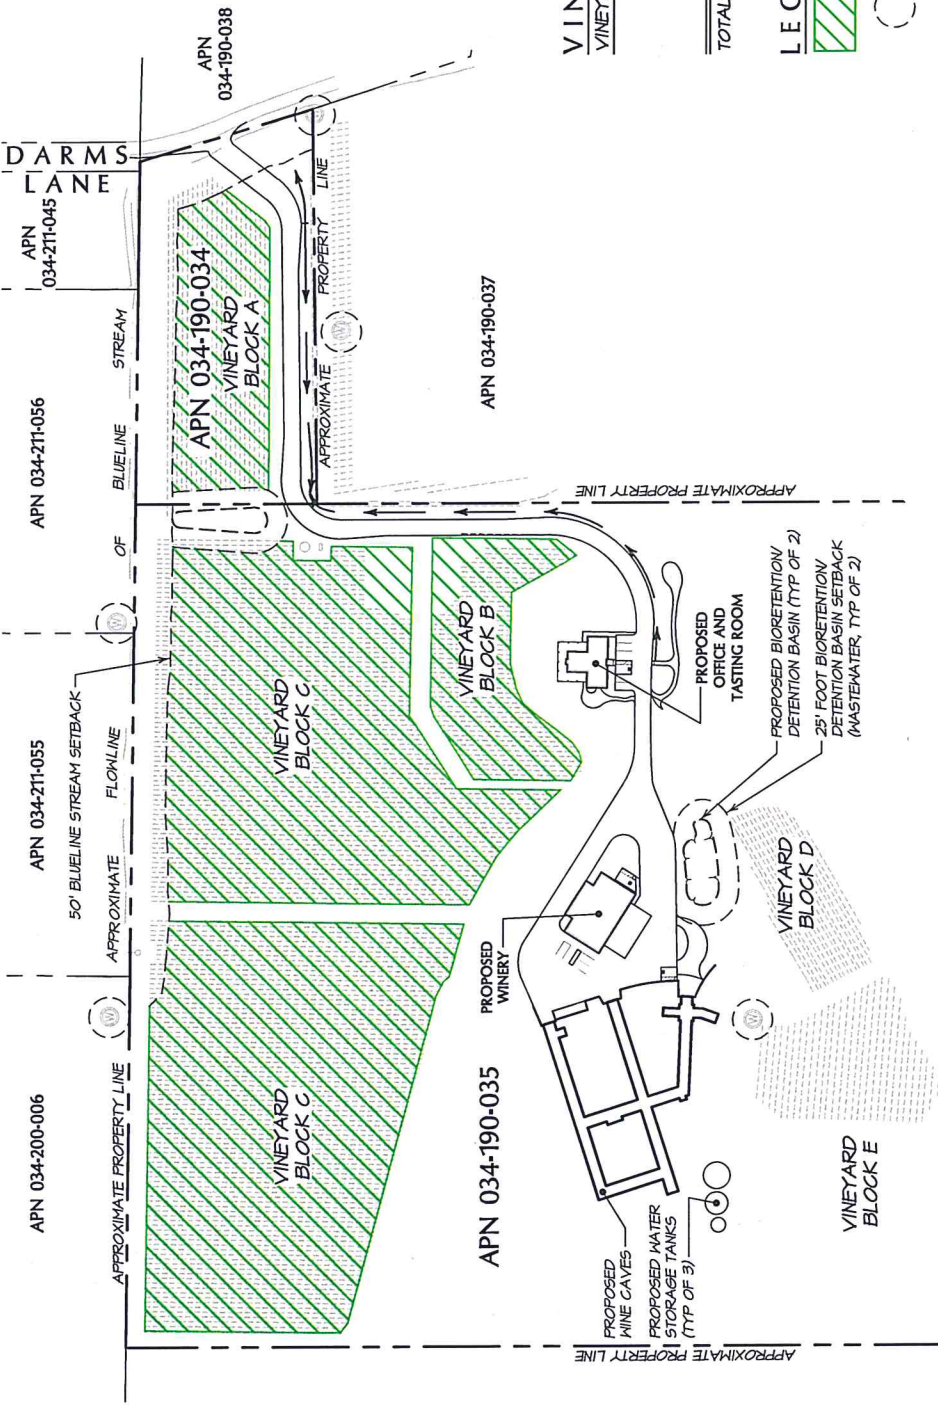 DARMS
LANE
APN
034-190-038
APN
034-211-045
APN 034-211-056
APN 034-211-055
APN 034-200-006
50' BLUELINE STREAM SETBACK
APPROXIMATE FLOWLINE OF BLUELINE STREAM
APPROXIMATE PROPERTY LINE
APN 034-190-034
VINEYARD
BLOCK A
APPROXIMATE PROPERTY LINE
APN 034-190-037
APPROXIMATE PROPERTY LINE
VINEYARD
BLOCK B
VINEYARD
BLOCK C
VINEYARD
BLOCK C
PROPOSED
OFFICE AND
TASTING ROOM
PROPOSED BIORETENTION/
DETENTION BASIN (TYP OF 2)
25' FOOT BIORETENTION/
DETENTION BASIN SETBACK
(WASTEWATER, TYP OF 2)
VINEYARD
BLOCK D
PROPOSED
WINERY
APN 034-190-035
PROPOSED
WINE CAVES
PROPOSED WATER
STORAGE TANKS
(TYP OF 3)
VINEYARD
BLOCK E
APPROXIMATE PROPERTY LINE
W
W
W
W
W
VIN
VINEY
TOTAL
LEG